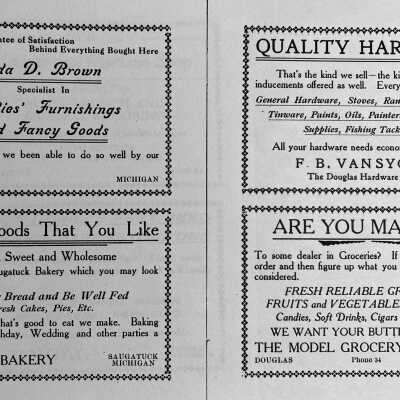 tee of Satisfaction
Behind Everything Bought Here
D. Brown
Specialist In
Furnishings
Fancy Goods
we been able to do so well by our
MICHIGAN
oods That You Like
Sweet and Wholesome
augatuck Bakery which you may look
Bread and Be Well Fed
Fresh Cakes, Pies, Etc.
hat's good to eat we make. Baking
thday, Wedding and other parties a
BAKERY
SAUGATUCK
MICHIGAN
QUALITY HAR
That's the kind we sell—the ki
inducements offered as well. Every
General Hardware, Stoves, Ran
Tinware, Paints, Oils, Painter
Supplies, Fishing Tack
All your hardware needs econo
F. B. VANSYC
The Douglas Hardware
ARE YOU MA
To some dealer in Groceries? If
order and then figure up what you
considered.
FRESH RELIABLE GR
FRUITS and VEGETABLES
Candies, Soft Drinks, Cigars
WE WANT YOUR BUTT
THE MODEL GROCERY
DOUGLAS Phone 34